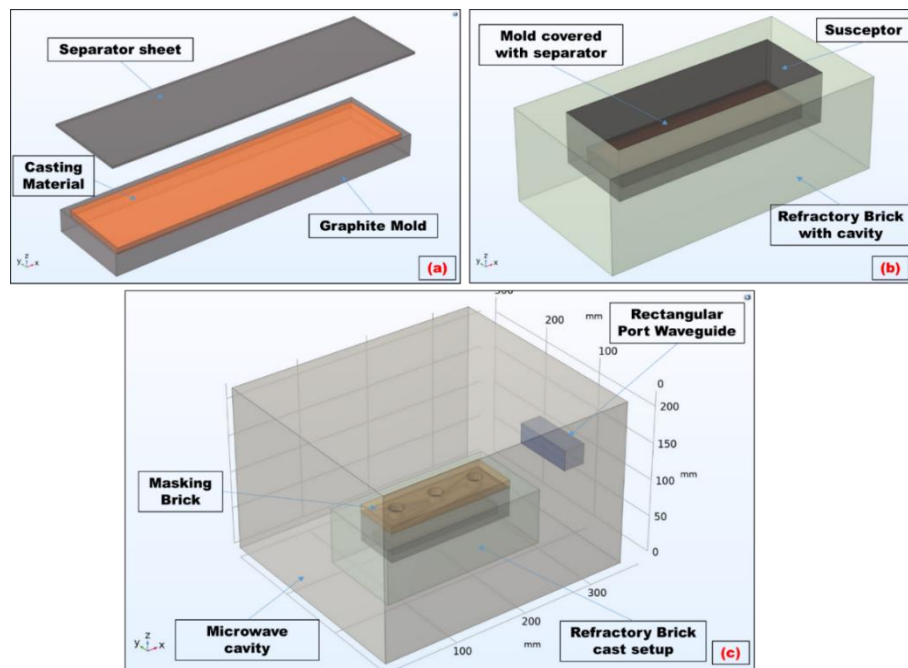 Separator sheet
Casting
Material
Graphite Mold
y z x
(a)
Mold covered
with separator
Susceptor
Refractory Brick
with cavity
y z x
(b)
Rectangular
Port Waveguide
200
mm
100
0
200
150
100
mm
50
0
Masking
Brick
300
200
mm
100
Microwave
cavity
Refractory Brick
cast setup
y z x
(c)